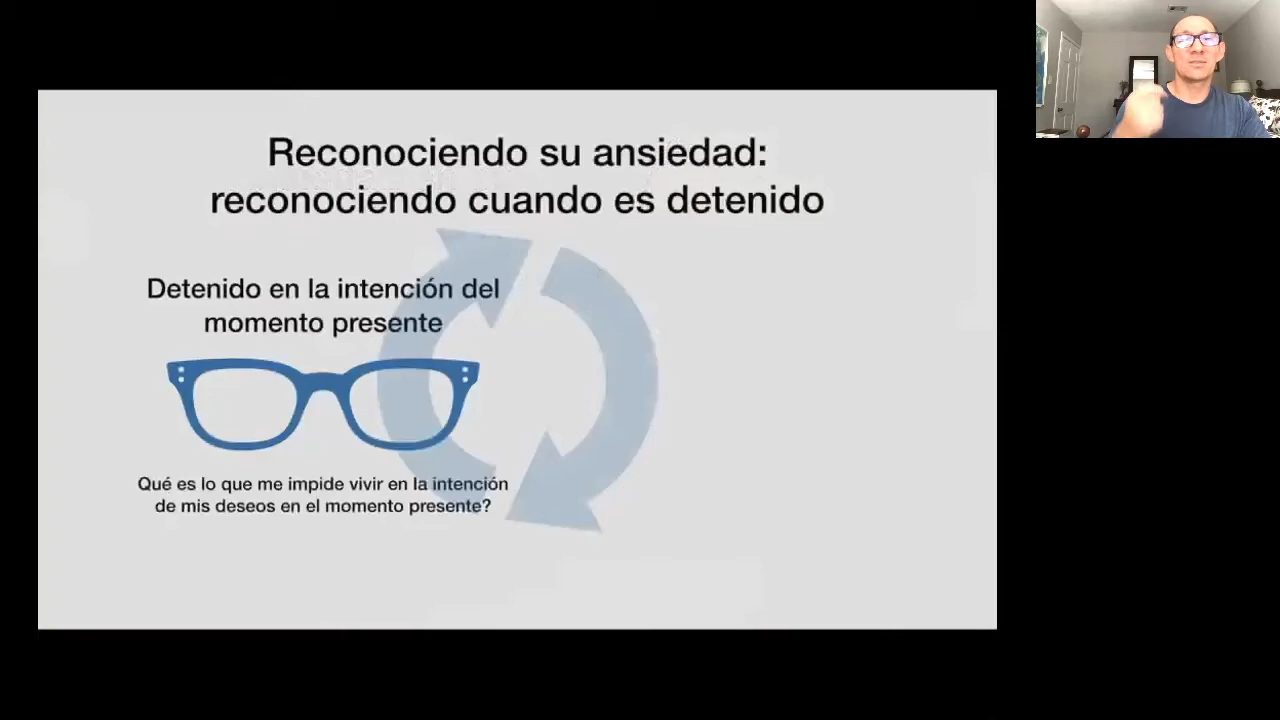 Reconociendo su ansiedad:
reconociendo cuando es detenido
Detenido en la intención del
momento presente
Qué es lo que me impide vivir en la intención
de mis deseos en el momento presente?